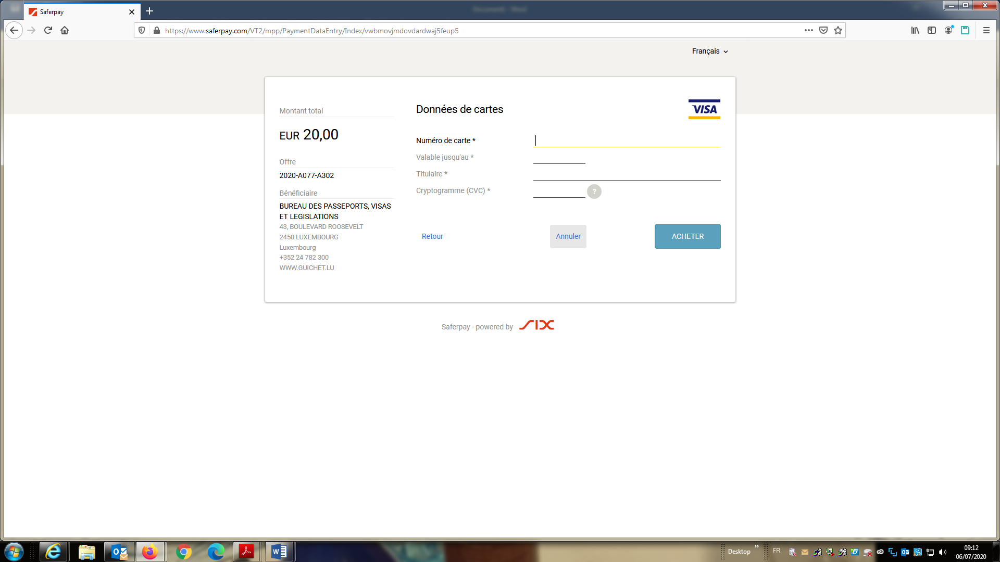 Saferpay
https://www.saferpay.com/VT2/mpp/PaymentDataEntry/Index/vwbmovjmdovdardwaj5feup5
Français
Montant total
EUR 20,00
Offre
2020-A077-A302
Bénéficiaire
BUREAU DES PASSEPORTS, VISAS
ET LEGISLATIONS
43, BOULEVARD ROOSEVELT
2450 LUXEMBOURG
Luxembourg
+352 24 782 300
WWW.GUICHET.LU
Données de cartes
VISA
Numéro de carte *
Valable jusqu'au *
Titulaire *
Cryptogramme (CVC) *
?
Retour
Annuler
ACHETER
Saferpay - powered by SIX
Desktop
FR
09:12
06/07/2020